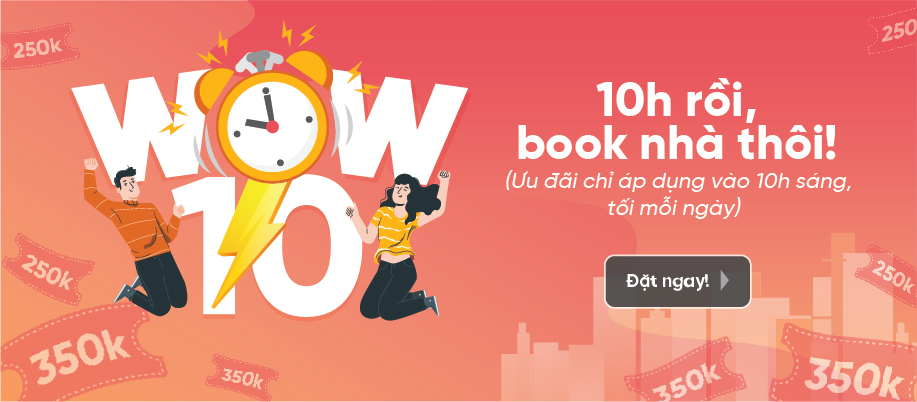 250k
250k
WOW
10
10h rồi,
book nhà thôi!
(Ưu đãi chỉ áp dụng vào 10h sáng,
tối mỗi ngày)
Đặt ngay!
250k
250k
350k
350k
350k
350k